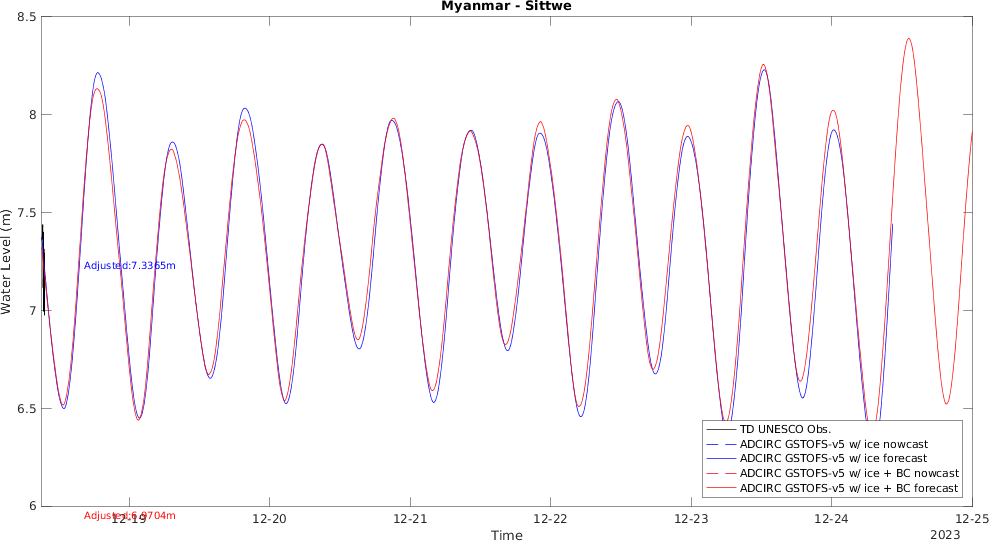 Myanmar - Sittwe
8.5
8
7.5
7
6.5
6
Water Level (m)
Adjusted:7.3365m
Adjusted:6.9704m
TD UNESCO Obs.
ADCIRC GSTOFS-v5 w/ ice nowcast
ADCIRC GSTOFS-v5 w/ ice forecast
ADCIRC GSTOFS-v5 w/ ice + BC nowcast
ADCIRC GSTOFS-v5 w/ ice + BC forecast
12-19 12-20 12-21 12-22 12-23 12-24 12-25
Time
2023